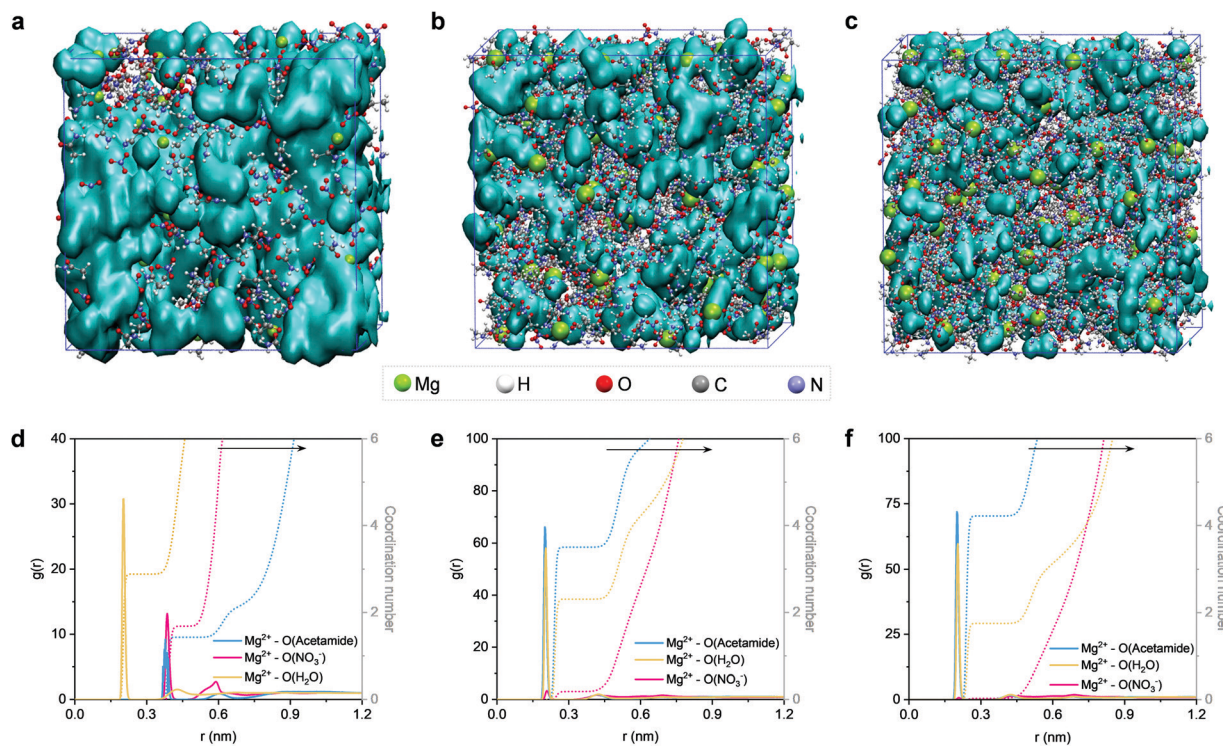 a
b
c
Mg H O C N
d
40
30
20
10
0
g(r)
6
4
2
0
Coordination number
Mg²⁺ - O(Acetamide)
Mg²⁺ - O(NO₃⁻)
Mg²⁺ - O(H₂O)
0.0 0.3 0.6 0.9 1.2
r (nm)
e
100
80
60
40
20
0
g(r)
6
4
2
0
Coordination number
Mg²⁺ - O(Acetamide)
Mg²⁺ - O(H₂O)
Mg²⁺ - O(NO₃⁻)
0.0 0.3 0.6 0.9 1.2
r (nm)
f
100
75
50
25
0
g(r)
6
4
2
0
Coordination number
Mg²⁺ - O(Acetamide)
Mg²⁺ - O(H₂O)
Mg²⁺ - O(NO₃⁻)
0.0 0.3 0.6 0.9 1.2
r (nm)